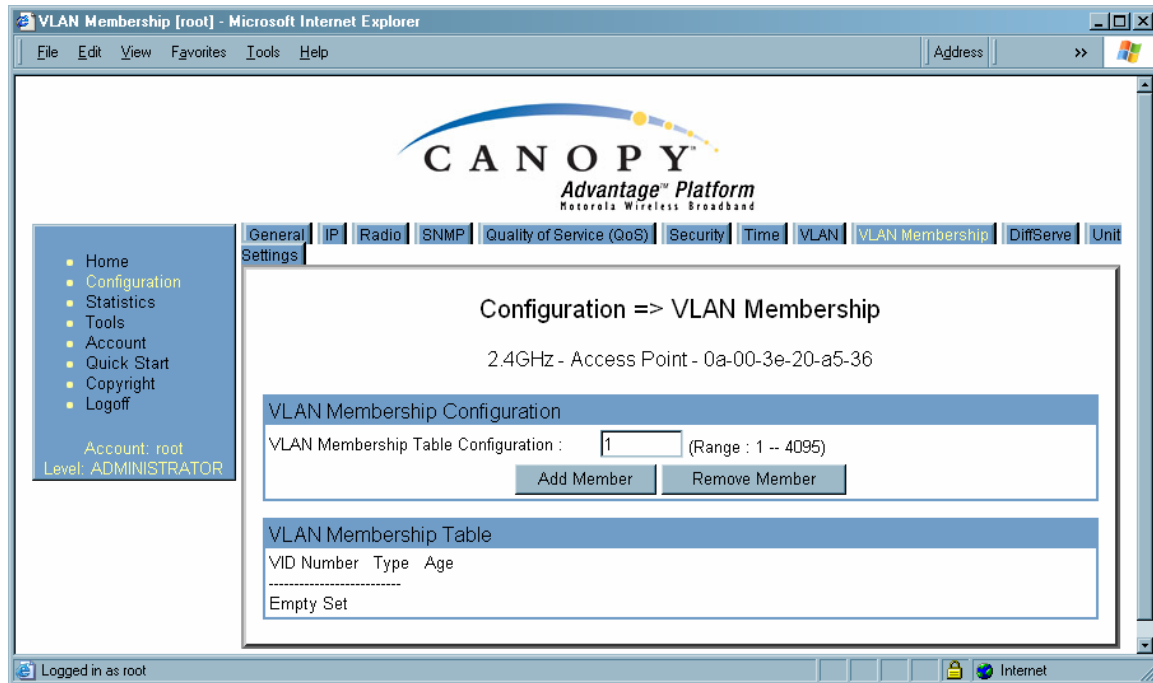 VLAN Membership [root] - Microsoft Internet Explorer
File Edit View Favorites Tools Help Address »
CANOPY™
Advantage™ Platform
Motorola Wireless Broadband
General IP Radio SNMP Quality of Service (QoS) Security Time VLAN VLAN Membership DiffServe Unit
Settings
Home
Configuration
Statistics
Tools
Account
Quick Start
Copyright
Logoff
Account: root
Level: ADMINISTRATOR
Configuration => VLAN Membership
2.4GHz - Access Point - 0a-00-3e-20-a5-36
VLAN Membership Configuration
VLAN Membership Table Configuration : 1 (Range : 1 -- 4095)
Add Member Remove Member
VLAN Membership Table
VID Number Type Age
--------------------------
Empty Set
Logged in as root Internet